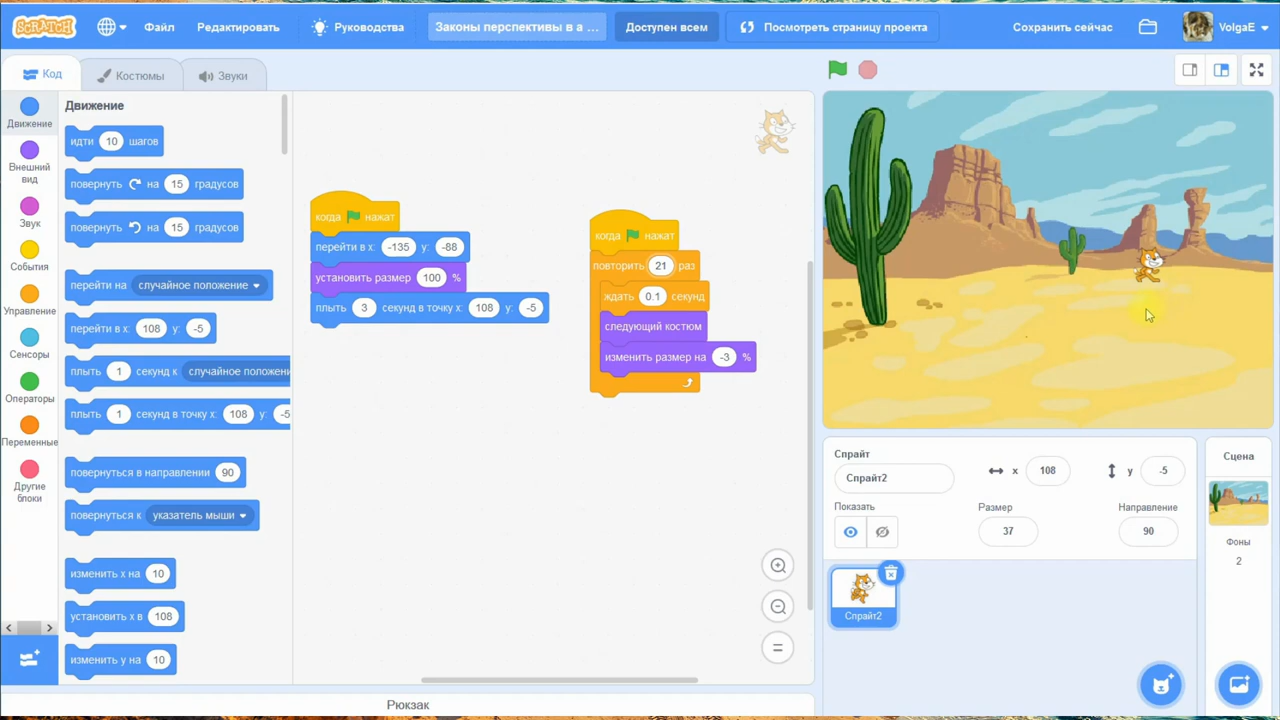 SCRATCH
Файл
Редактировать
Руководства
Законы перспективы в а ...
Доступен всем
Посмотреть страницу проекта
Сохранить сейчас
VolgaE
Код
Костюмы
Звуки
Движение
Внешний вид
Звук
События
Управление
Сенсоры
Операторы
Переменные
Другие блоки
Движение
идти 10 шагов
повернуть на 15 градусов
повернуть на 15 градусов
перейти на случайное положение
перейти в x: 108 y: -5
плыть 1 секунд к случайное положени
плыть 1 секунд в точку x: 108 y: -5
повернуться в направлении 90
повернуться к указатель мыши
изменить x на 10
установить x в 108
изменить y на 10
когда нажат
перейти в x: -135 y: -88
установить размер 100 %
плыть 3 секунд в точку x: 108 y: -5
когда нажат
повторить 21 раз
ждать 0.1 секунд
следующий костюм
изменить размер на -3 %
Рюкзак
Спрайт
Спрайт2
x 108
y -5
Показать
Размер
37
Направление
90
Спрайт2
Сцена
Фоны
2